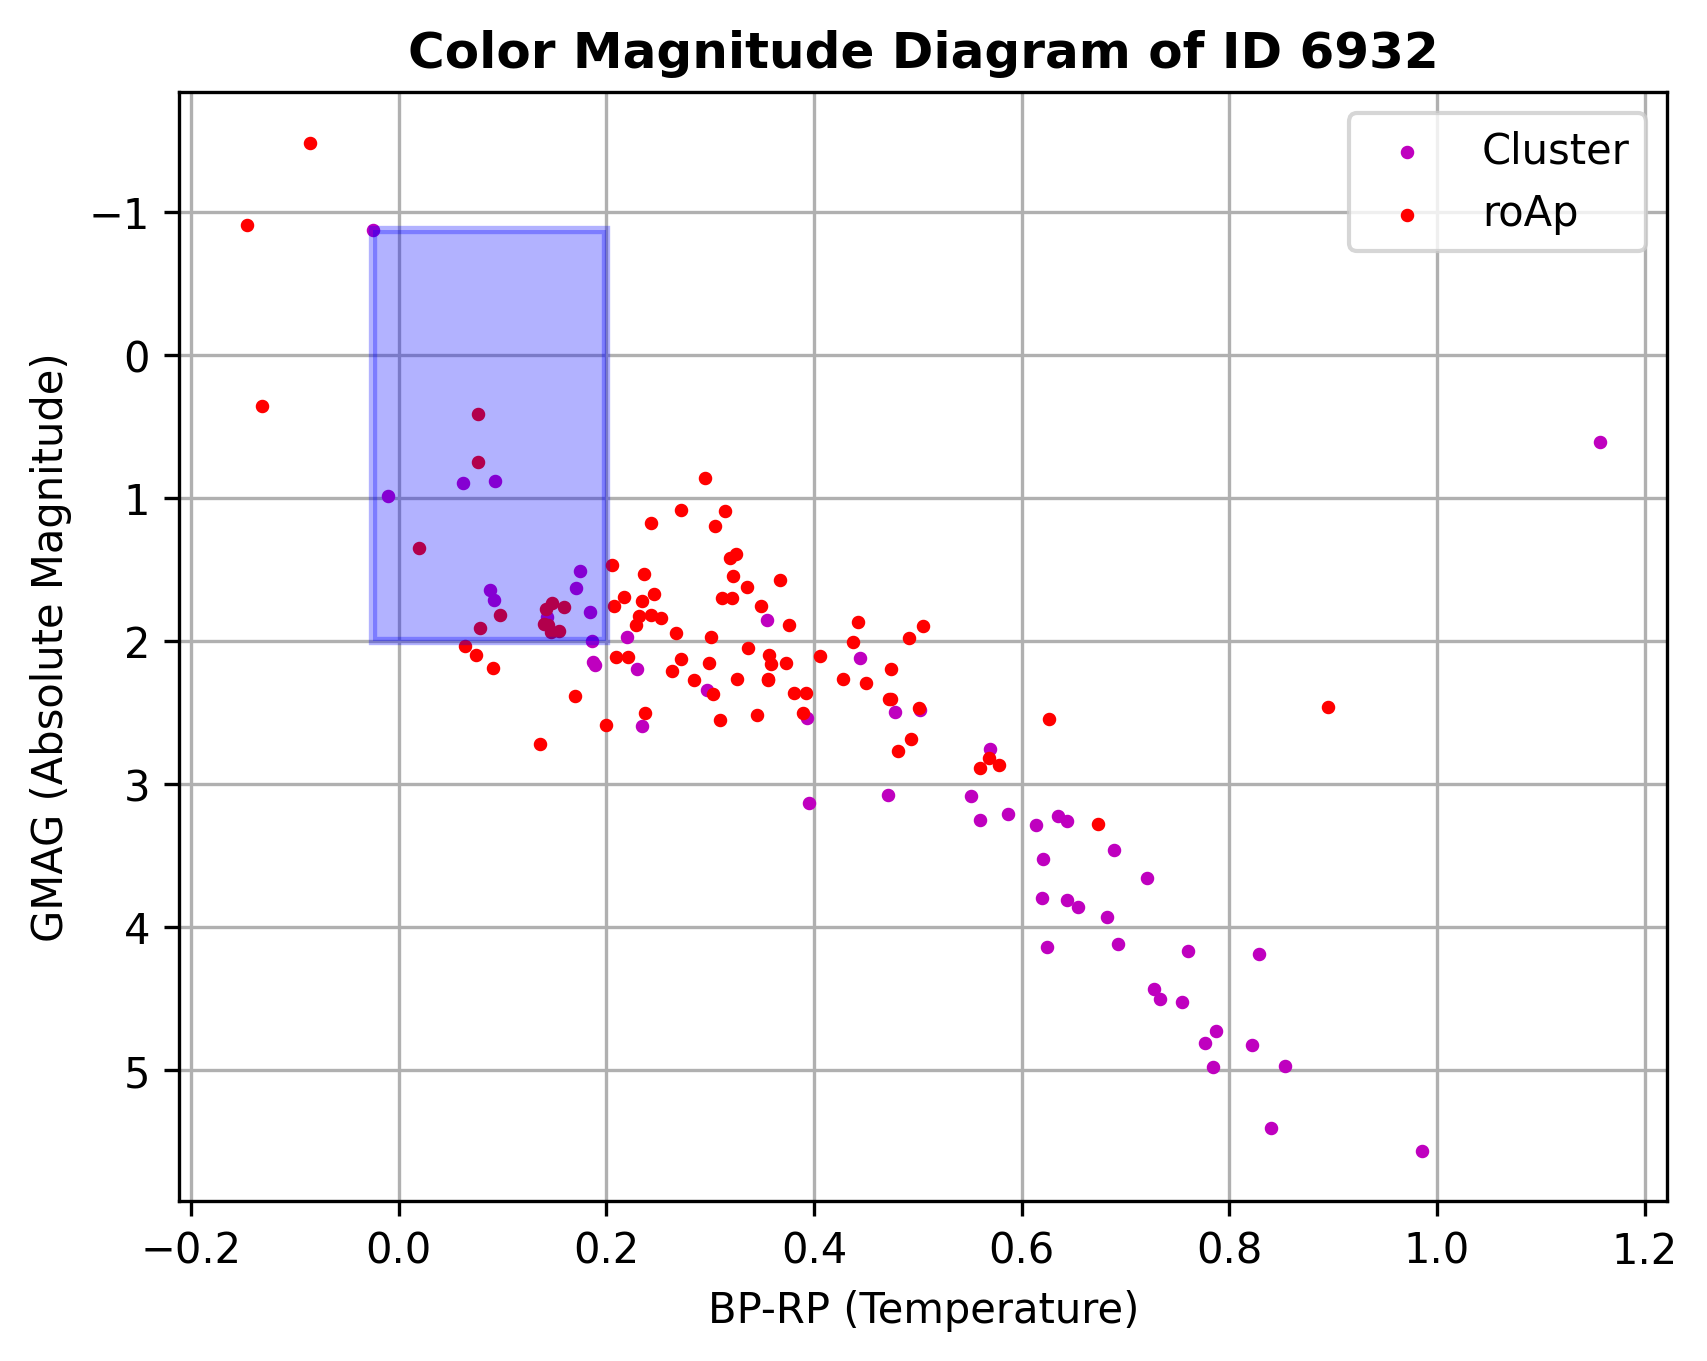 Color Magnitude Diagram of ID 6932
Cluster
roAp
GMAG (Absolute Magnitude)
−1
0
1
2
3
4
5
−0.2 0.0 0.2 0.4 0.6 0.8 1.0 1.2
BP-RP (Temperature)